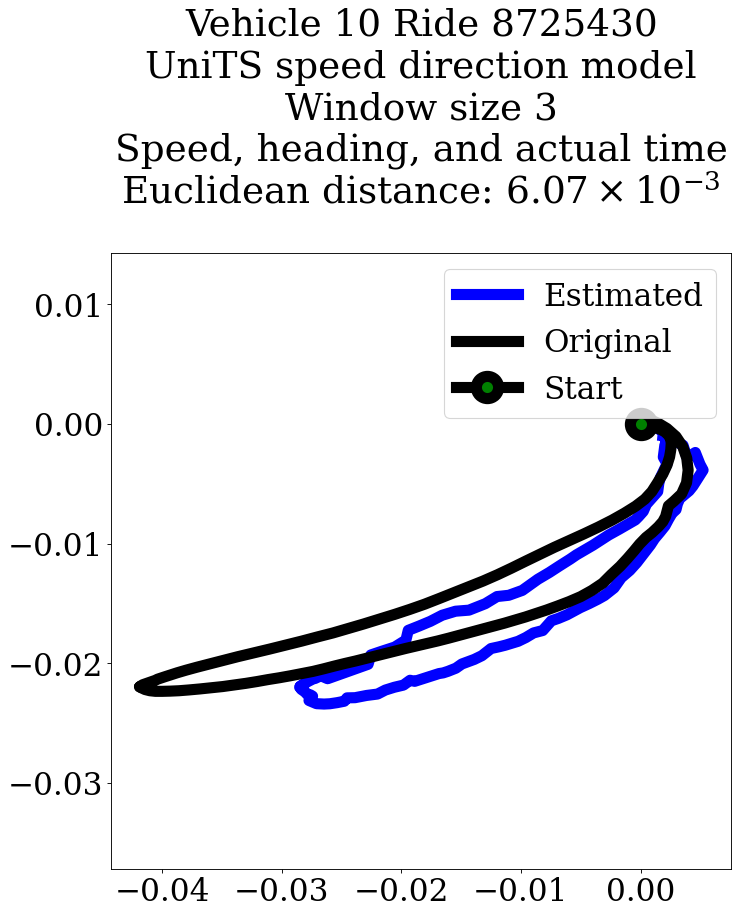 Vehicle 10 Ride 8725430
UniTS speed direction model
Window size 3
Speed, heading, and actual time
Euclidean distance: 6.07 × 10⁻³
Estimated
Original
Start
0.01
0.00
−0.01
−0.02
−0.03
−0.04 −0.03 −0.02 −0.01 0.00